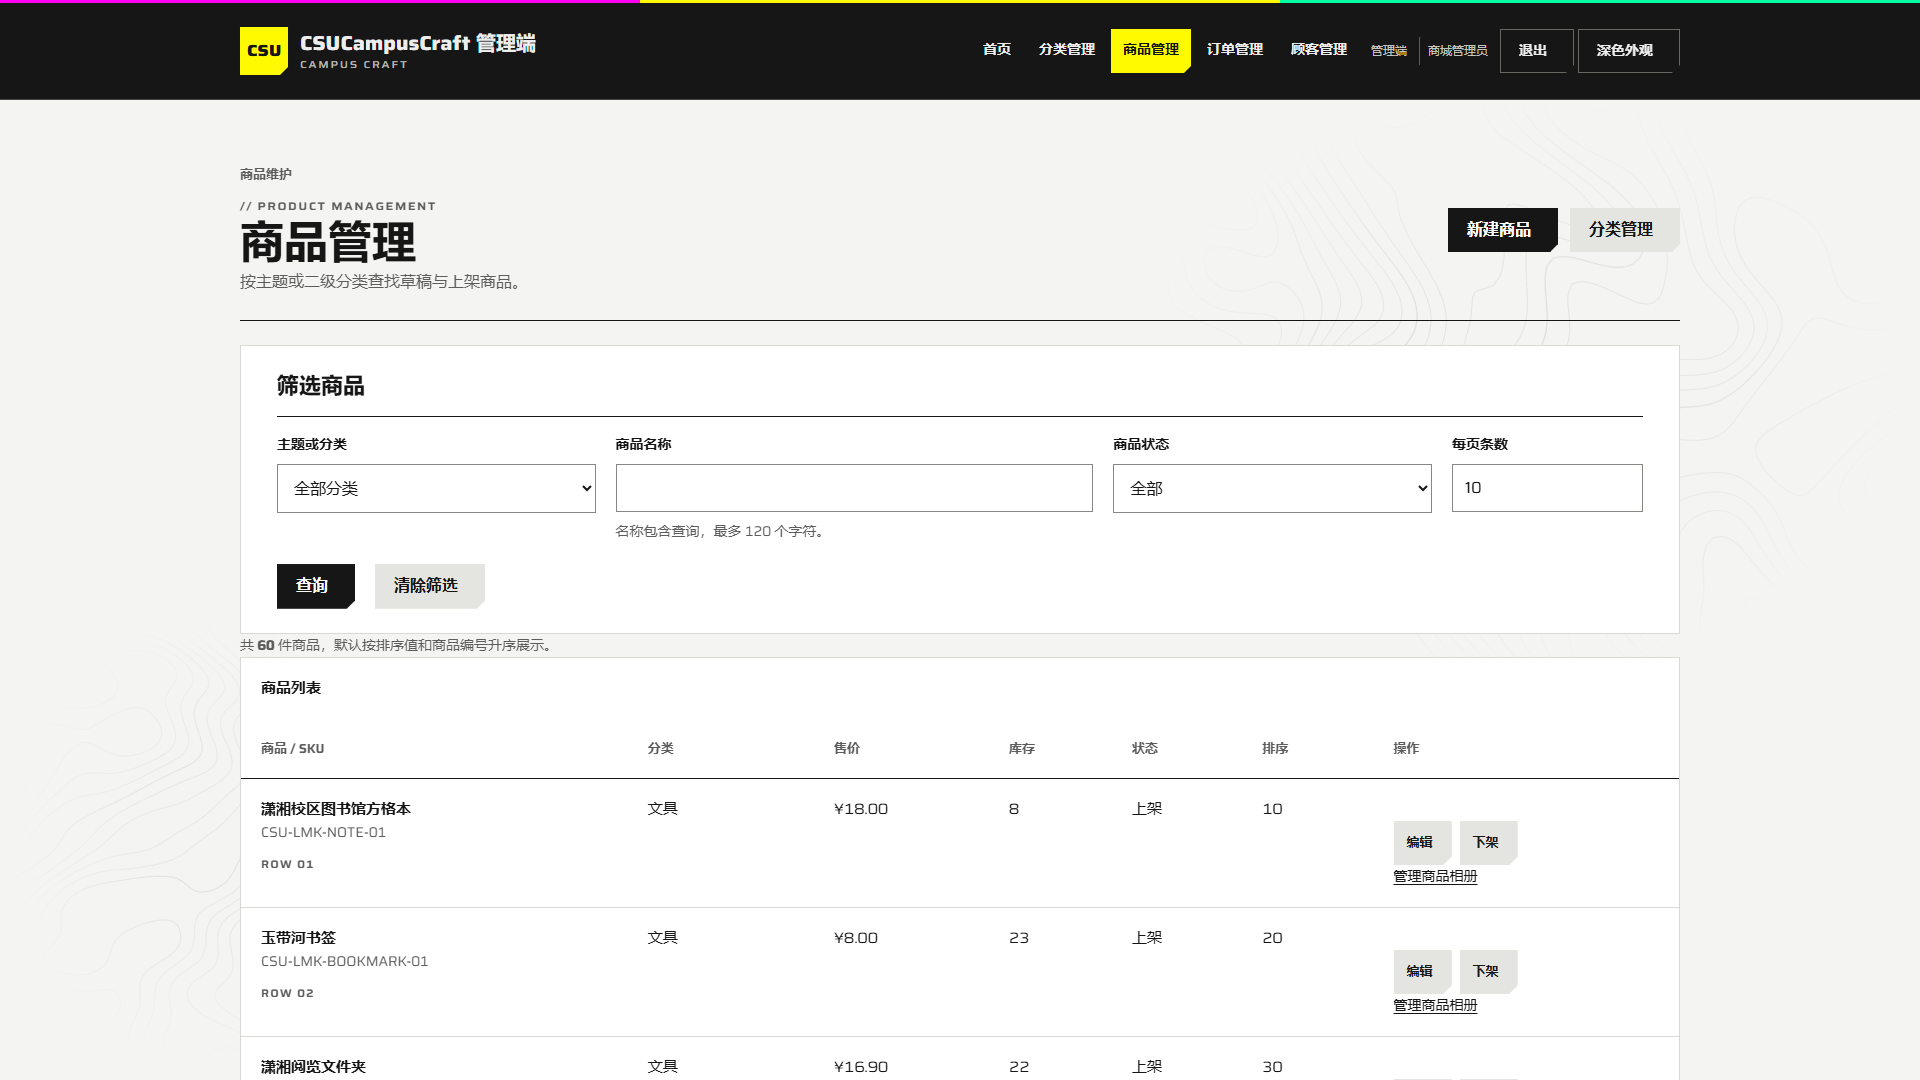 CSU
CSUCampusCraft 管理端
CAMPUS CRAFT
首页 分类管理 商品管理 订单管理 顾客管理 管理端 商城管理员 退出 深色外观
商品维护
// PRODUCT MANAGEMENT
商品管理
按主题或二级分类查找草稿与上架商品。
新建商品 分类管理
筛选商品
主题或分类 商品名称 商品状态 每页条数
全部分类 全部 10
名称包含查询，最多 120 个字符。
查询 清除筛选
共 60 件商品，默认按排序值和商品编号升序展示。
商品列表
商品 / SKU 分类 售价 库存 状态 排序 操作
潇湘校区图书馆方格本 文具 ¥18.00 8 上架 10
CSU-LMK-NOTE-01
编辑 下架
ROW 01
管理商品相册
玉带河书签 文具 ¥8.00 23 上架 20
CSU-LMK-BOOKMARK-01
编辑 下架
ROW 02
管理商品相册
潇湘阅览文件夹 文具 ¥16.90 22 上架 30